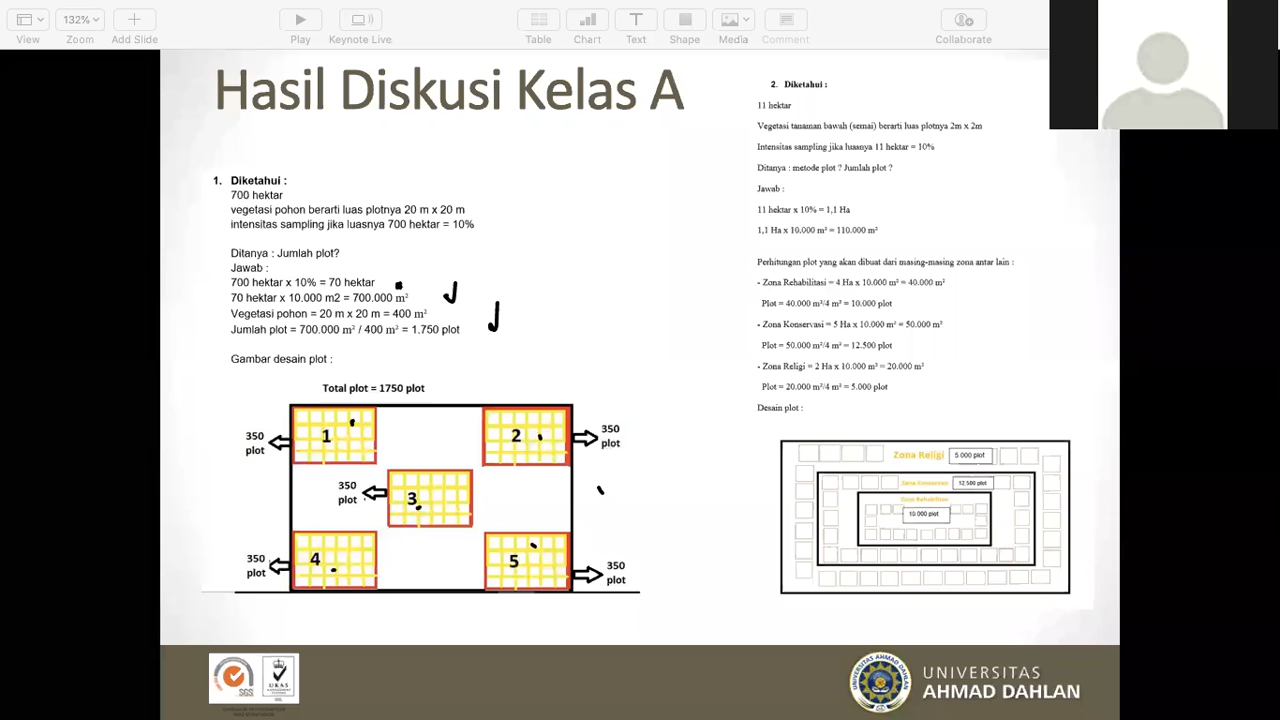 View
132%
Zoom
Add Slide
Play
Keynote Live
Table
Chart
Text
Shape
Media
Comment
Collaborate
Hasil Diskusi Kelas A
1. Diketahui :
700 hektar
vegetasi pohon berarti luas plotnya 20 m x 20 m
intensitas sampling jika luasnya 700 hektar = 10%
Ditanya : Jumlah plot?
Jawab :
700 hektar x 10% = 70 hektar
70 hektar x 10.000 m2 = 700.000 m²
Vegetasi pohon = 20 m x 20 m = 400 m²
Jumlah plot = 700.000 m² / 400 m² = 1.750 plot
Gambar desain plot :
Total plot = 1750 plot
350 plot
1
2
350 plot
350 plot
3
350 plot
4
5
350 plot
2. Diketahui :
11 hektar
Vegetasi tanaman bawah (semai) berarti luas plotnya 2m x 2m
Intensitas sampling jika luasnya 11 hektar = 10%
Ditanya : metode plot ? Jumlah plot ?
Jawab :
11 hektar x 10% = 1,1 Ha
1,1 Ha x 10.000 m² = 110.000 m²
Perhitungan plot yang akan dibuat dari masing-masing zona antar lain :
- Zona Rehabilitasi = 4 Ha x 10.000 m² = 40.000 m²
Plot = 40.000 m²/4 m² = 10.000 plot
- Zona Konservasi = 5 Ha x 10.000 m² = 50.000 m²
Plot = 50.000 m²/4 m² = 12.500 plot
- Zona Religi = 2 Ha x 10.000 m² = 20.000 m²
Plot = 20.000 m²/4 m² = 5.000 plot
Desain plot :
Zona Religi
5.000 plot
Zona Konservasi
12.500 plot
Zona Rehabilitasi
10.000 plot
SGS
UKAS
UNIVERSITAS
AHMAD DAHLAN